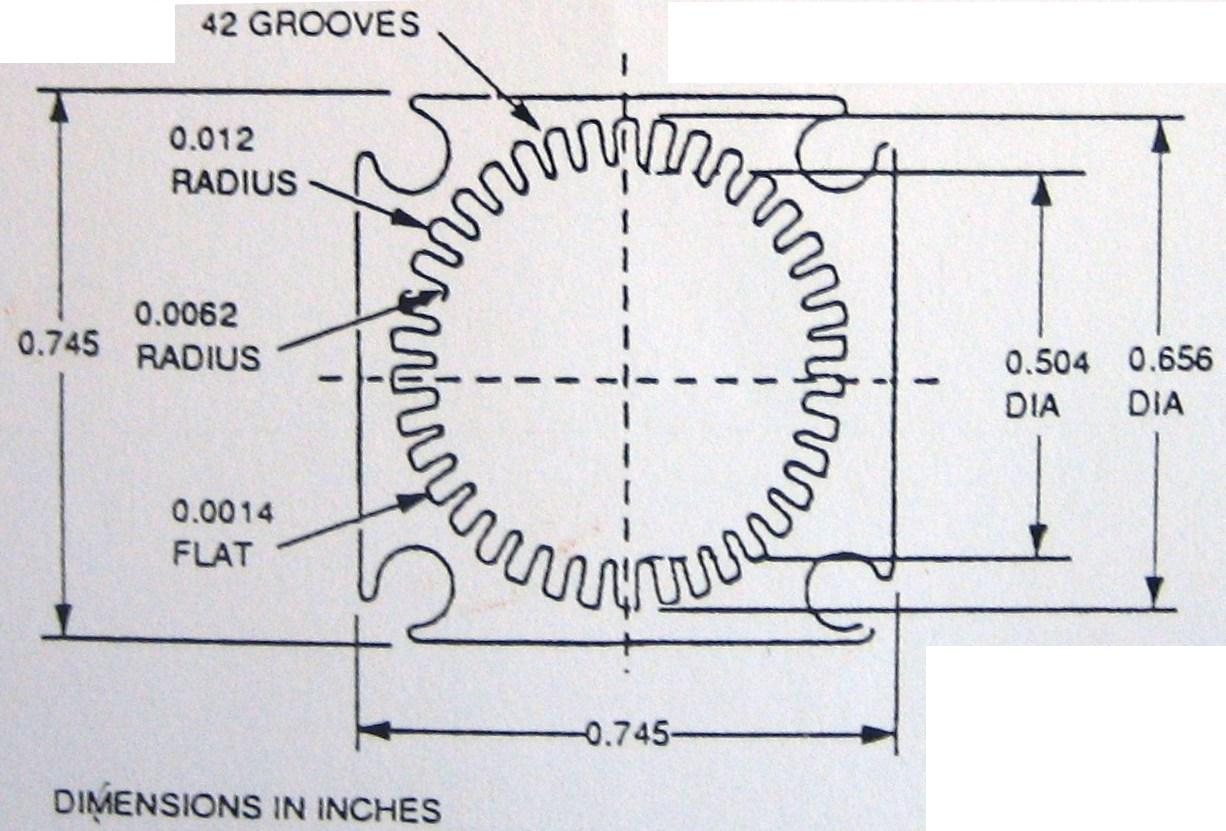 42 GROOVES
0.012
RADIUS
0.0062
RADIUS
0.745
0.504
DIA
0.656
DIA
0.0014
FLAT
0.745
DIMENSIONS IN INCHES